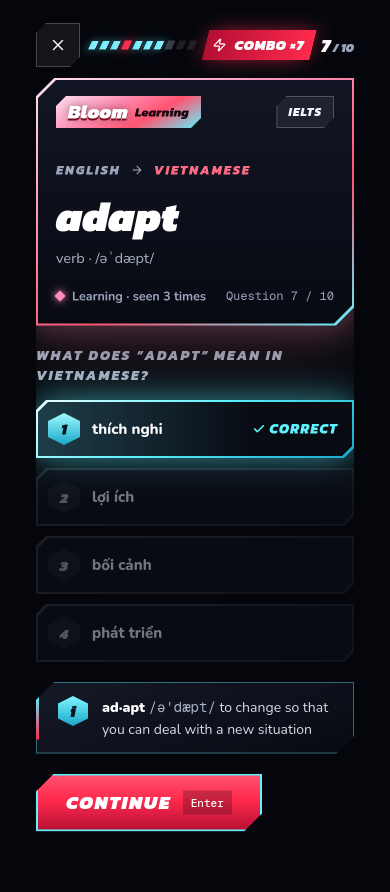 COMBO ×7
7 / 10
Bloom Learning
IELTS
ENGLISH → VIETNAMESE
adapt
verb · /əˈdæpt/
Learning · seen 3 times
Question 7 / 10
WHAT DOES “ADAPT” MEAN IN
VIETNAMESE?
1 thích nghi ✓ CORRECT
2 lợi ích
3 bối cảnh
4 phát triển
i ad·apt /əˈdæpt/ to change so that
you can deal with a new situation
CONTINUE Enter